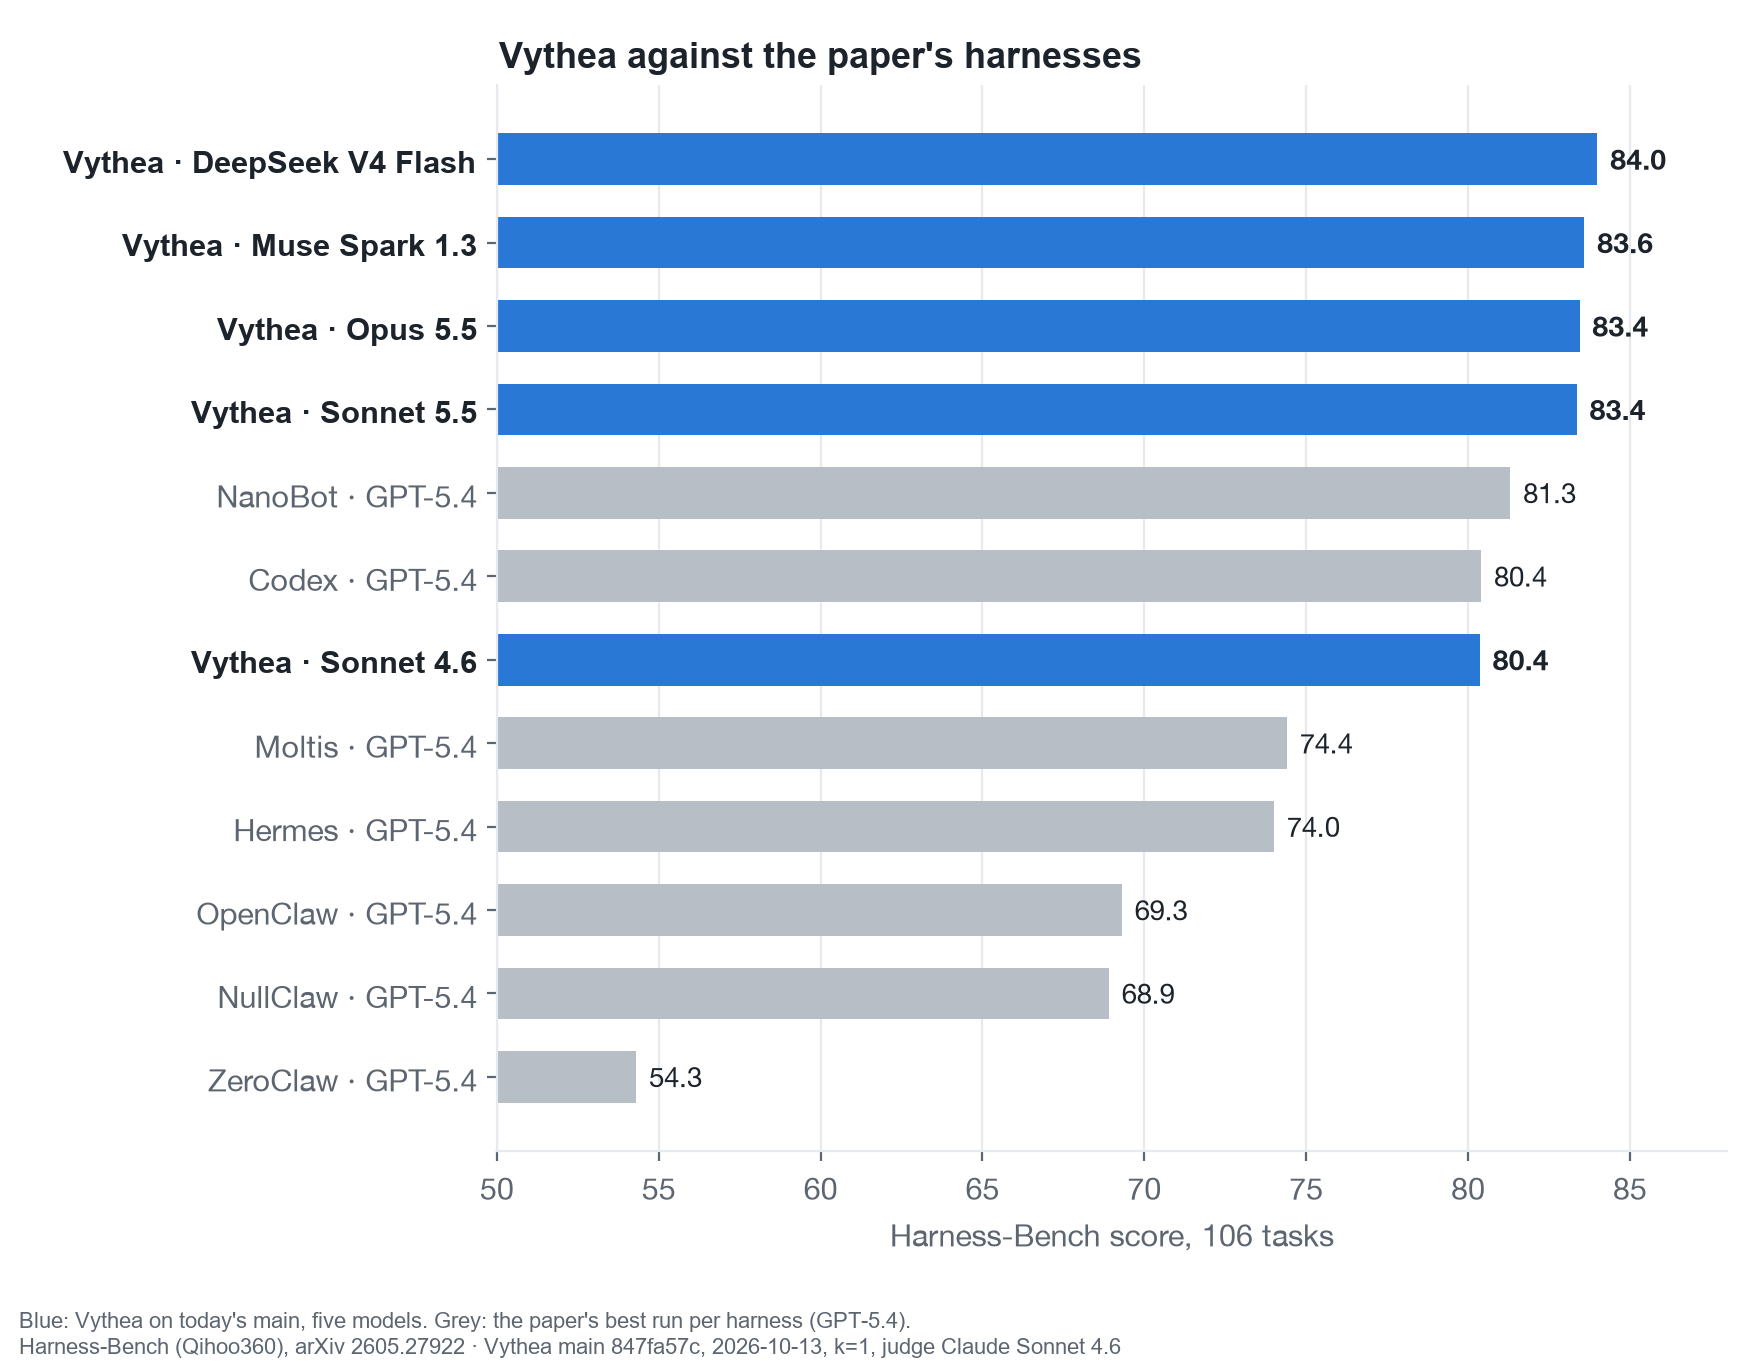 Vythea against the paper's harnesses
Vythea · DeepSeek V4 Flash 84.0
Vythea · Muse Spark 1.3 83.6
Vythea · Opus 5.5 83.4
Vythea · Sonnet 5.5 83.4
NanoBot · GPT-5.4 81.3
Codex · GPT-5.4 80.4
Vythea · Sonnet 4.6 80.4
Moltis · GPT-5.4 74.4
Hermes · GPT-5.4 74.0
OpenClaw · GPT-5.4 69.3
NullClaw · GPT-5.4 68.9
ZeroClaw · GPT-5.4 54.3
50 55 60 65 70 75 80 85
Harness-Bench score, 106 tasks
Blue: Vythea on today's main, five models. Grey: the paper's best run per harness (GPT-5.4).
Harness-Bench (Qihoo360), arXiv 2605.27922 · Vythea main 847fa57c, 2026-10-13, k=1, judge Claude Sonnet 4.6